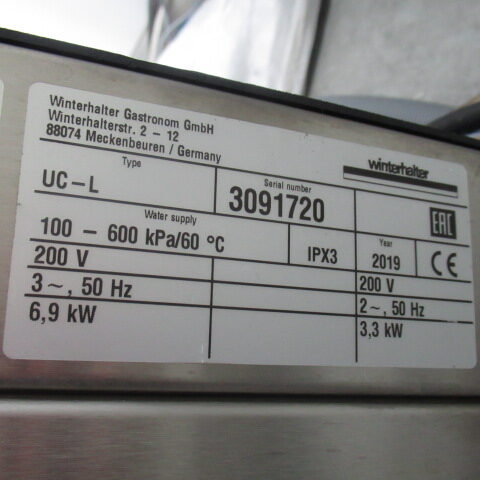 Winterhalter Gastronom GmbH
Winterhalterstr. 2 – 12
88074 Meckenbeuren / Germany
winterhalter
Type
UC–L
Serial number
3091720
EAC
Water supply
100 – 600 kPa/60 °C
IPX3
Year
2019
CE
200 V
3~, 50 Hz
6,9 kW
200 V
2~, 50 Hz
3,3 kW